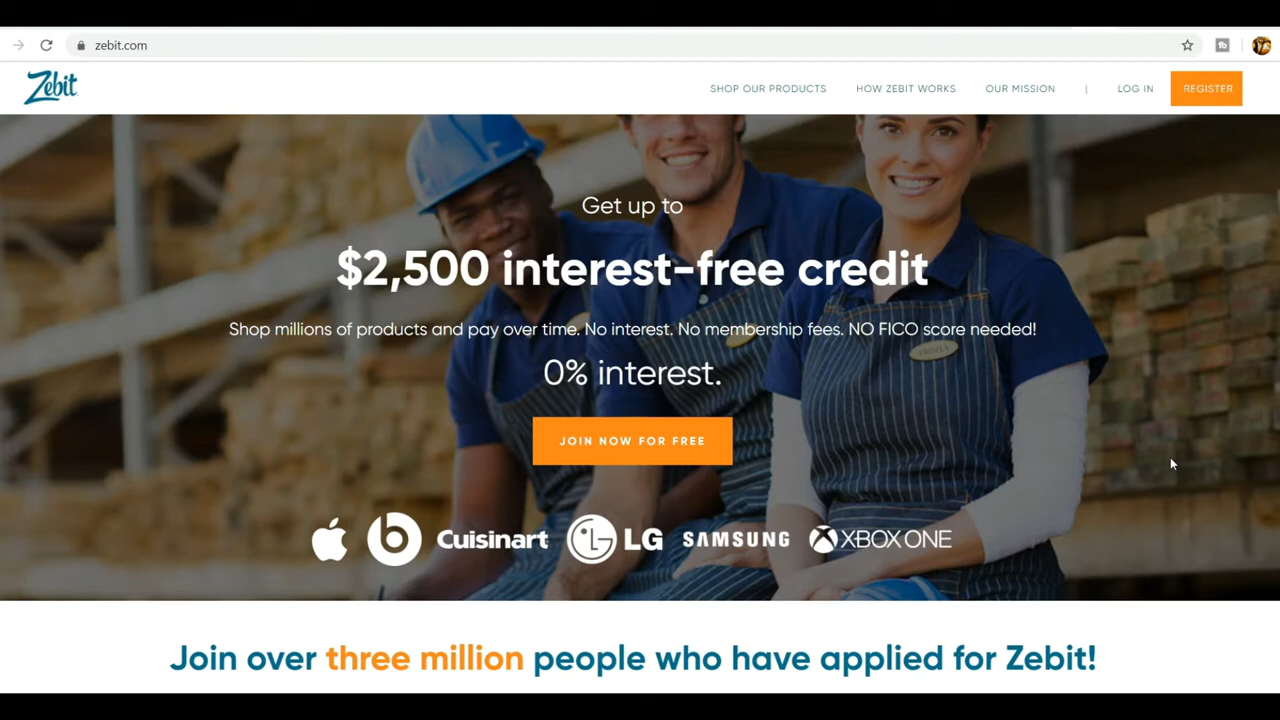 zebit.com
Zebit
SHOP OUR PRODUCTS HOW ZEBIT WORKS OUR MISSION | LOG IN REGISTER
Get up to
$2,500 interest-free credit
Shop millions of products and pay over time. No interest. No membership fees. NO FICO score needed!
0% interest.
JOIN NOW FOR FREE
b Cuisinart LG LG SAMSUNG XBOX ONE
Join over three million people who have applied for Zebit!